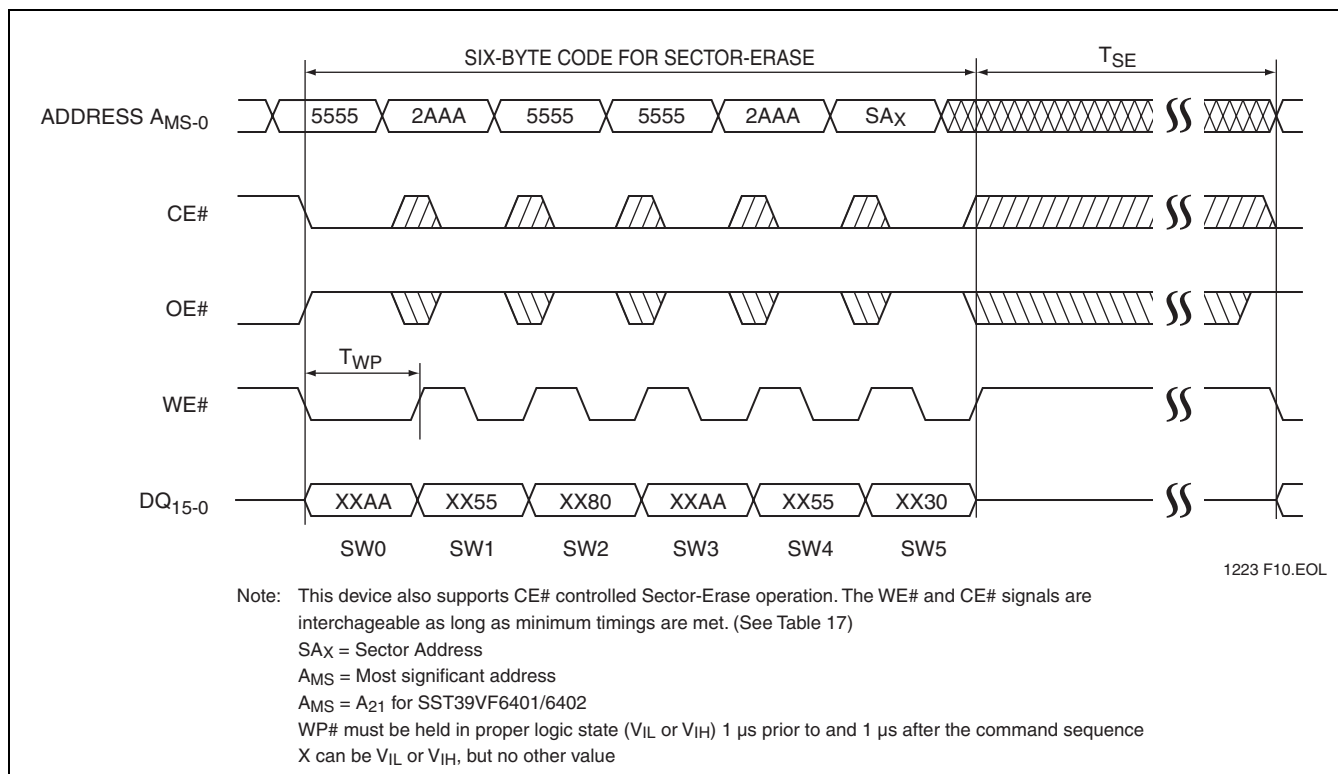 SIX-BYTE CODE FOR SECTOR-ERASE TSE
ADDRESS AMS-0 5555 2AAA 5555 5555 2AAA SAX
CE#
OE#
TWP
WE#
DQ15-0 XXAA XX55 XX80 XXAA XX55 XX30
SW0 SW1 SW2 SW3 SW4 SW5
1223 F10.EOL
Note: This device also supports CE# controlled Sector-Erase operation. The WE# and CE# signals are
interchageable as long as minimum timings are met. (See Table 17)
SAX = Sector Address
AMS = Most significant address
AMS = A21 for SST39VF6401/6402
WP# must be held in proper logic state (VIL or VIH) 1 µs prior to and 1 µs after the command sequence
X can be VIL or VIH, but no other value